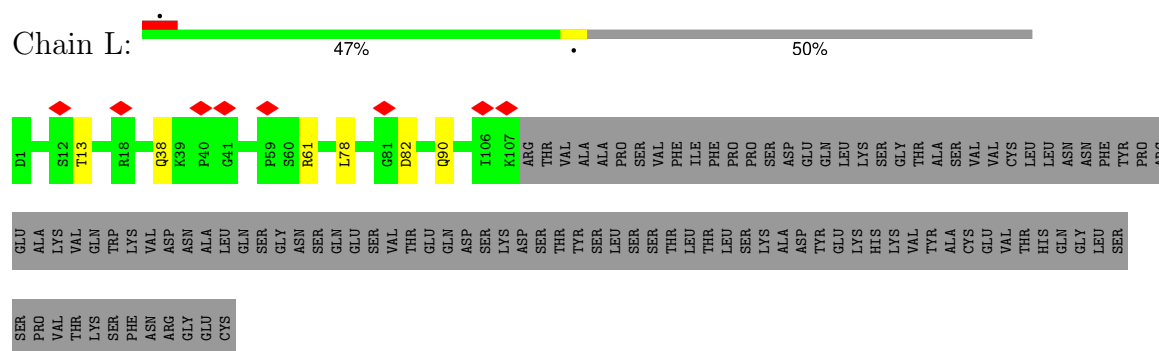 Chain L:
•
47% • 50%
D1 S12 T13 R18 Q38 K39 P40 G41 P59 S60 R61 L78 G81 D82 Q90 I106 K107 ARG THR VAL ALA ALA PRO SER VAL PHE ILE PHE PRO PRO SER ASP GLU GLN LEU LYS SER GLY THR ALA SER VAL VAL CYS LEU LEU ASN ASN PHE TYR PRO ARG
GLU ALA LYS VAL GLN TRP LYS VAL ASP ASN ALA LEU GLN SER GLY ASN SER GLN GLU SER VAL THR GLU GLN ASP SER LYS ASP SER THR TYR SER LEU SER SER THR LEU THR LEU SER LYS ALA ASP TYR GLU LYS HIS LYS VAL TYR ALA CYS GLU VAL THR HIS GLN GLY LEU SER
SER PRO VAL THR LYS SER PHE ASN ARG GLY GLU CYS